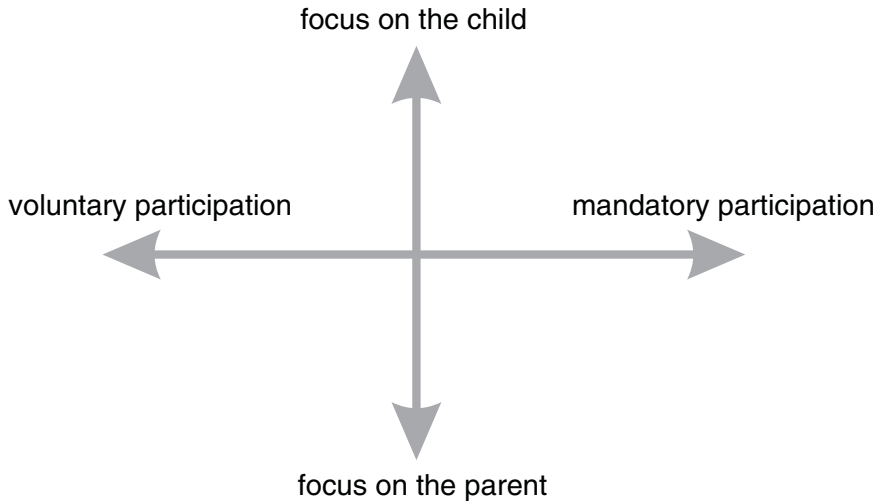 focus on the child
voluntary participation
mandatory participation
focus on the parent